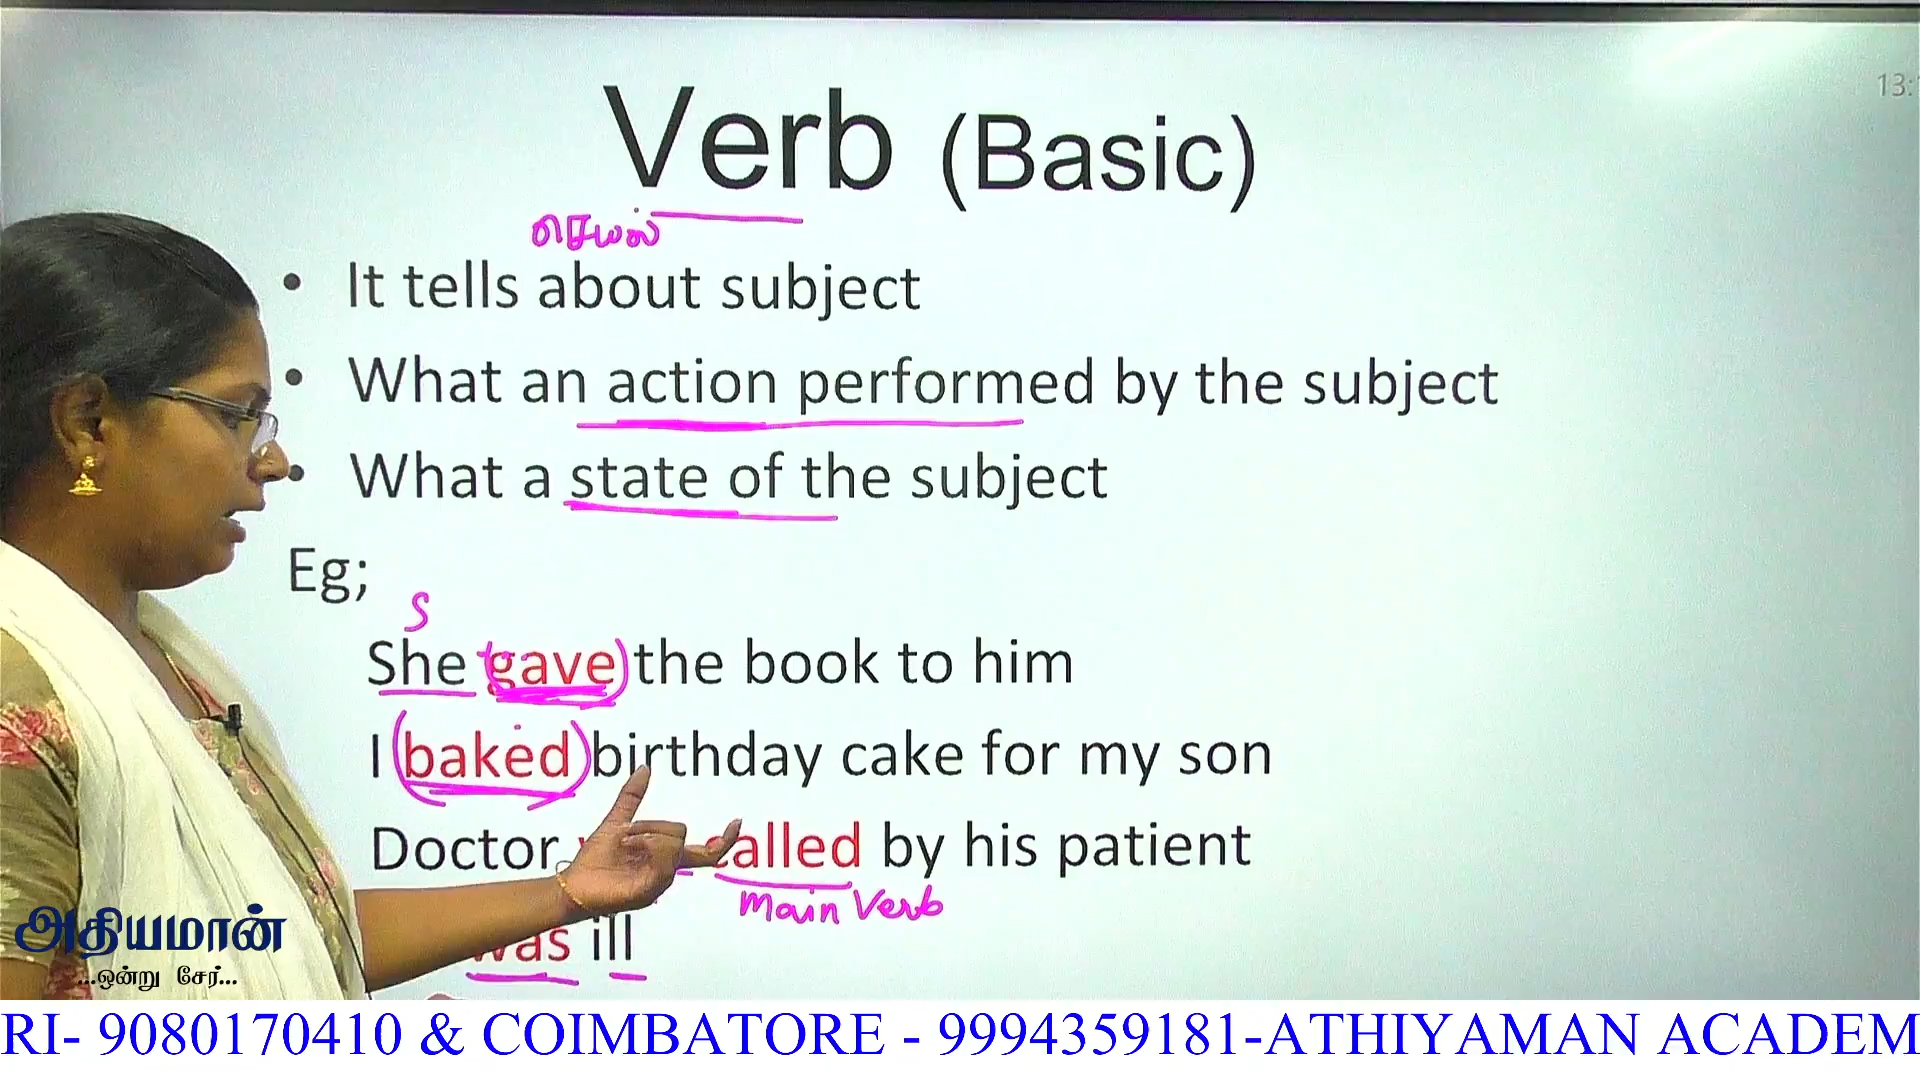 13:
Verb (Basic)
செயல்
• It tells about subject
• What an action performed by the subject
• What a state of the subject
Eg;
S
She gave the book to him
I baked birthday cake for my son
Doctor called by his patient
Main Verb
was ill
அதியமான்
...ஒன்று சேர்...
RI- 9080170410 & COIMBATORE - 9994359181-ATHIYAMAN ACADEM